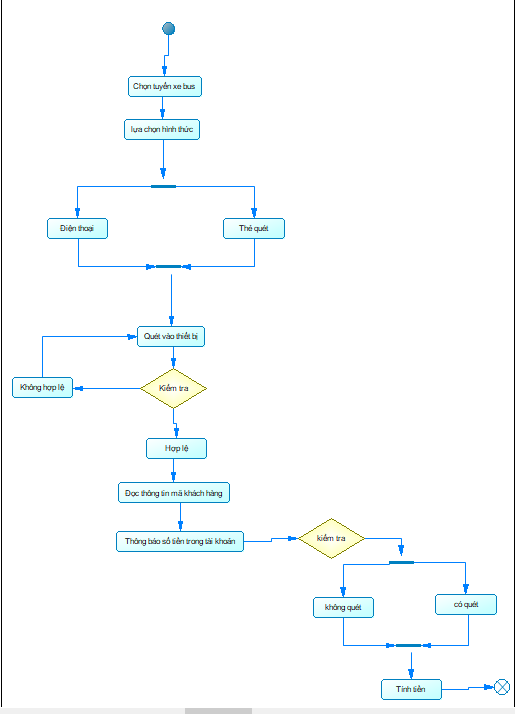 Chọn tuyến xe bus
lựa chọn hình thức
Điện thoại
Thẻ quét
Quét vào thiết bị
Không hợp lệ
Kiểm tra
Hợp lệ
Đọc thông tin mã khách hàng
Thông báo số tiền trong tài khoản
kiểm tra
không quét
có quét
Tính tiền